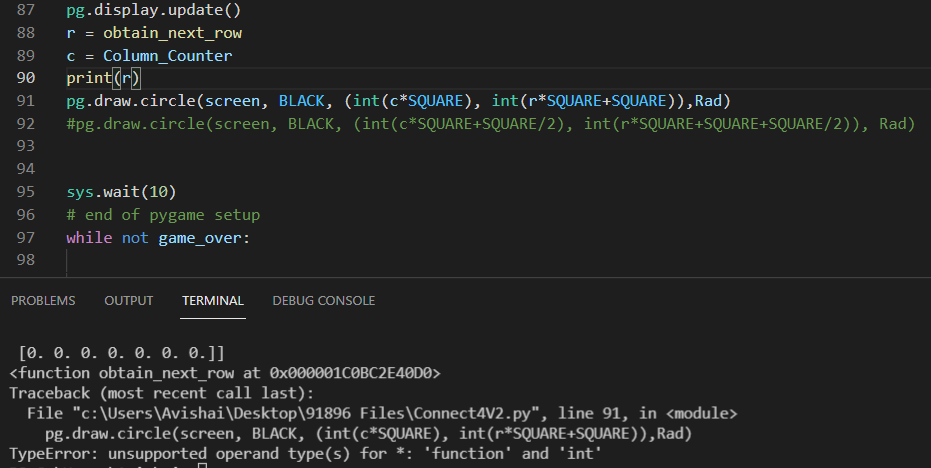 87 pg.display.update()
88 r = obtain_next_row
89 c = Column_Counter
90 print(r)
91 pg.draw.circle(screen, BLACK, (int(c*SQUARE), int(r*SQUARE+SQUARE)),Rad)
92 #pg.draw.circle(screen, BLACK, (int(c*SQUARE+SQUARE/2), int(r*SQUARE+SQUARE+SQUARE/2)), Rad)
93
94
95 sys.wait(10)
96 # end of pygame setup
97 while not game_over:
98
PROBLEMS OUTPUT TERMINAL DEBUG CONSOLE
[0. 0. 0. 0. 0. 0. 0.]]
<function obtain_next_row at 0x000001C0BC2E40D0>
Traceback (most recent call last):
File "c:\Users\Avishai\Desktop\91896 Files\Connect4V2.py", line 91, in <module>
pg.draw.circle(screen, BLACK, (int(c*SQUARE), int(r*SQUARE+SQUARE)),Rad)
TypeError: unsupported operand type(s) for *: 'function' and 'int'